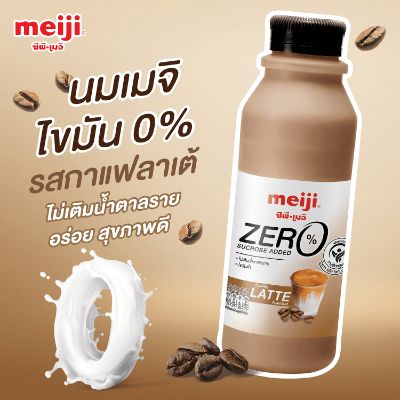 meiji
ซีพี-เมจิ
นมเมจิ
ไขมัน 0%
รสกาแฟลาเต้
ไม่เติมน้ำตาลทราย
อร่อย สุขภาพดี
meiji
ซีพี-เมจิ
ZERO%
SUCROSE ADDED
LATTE